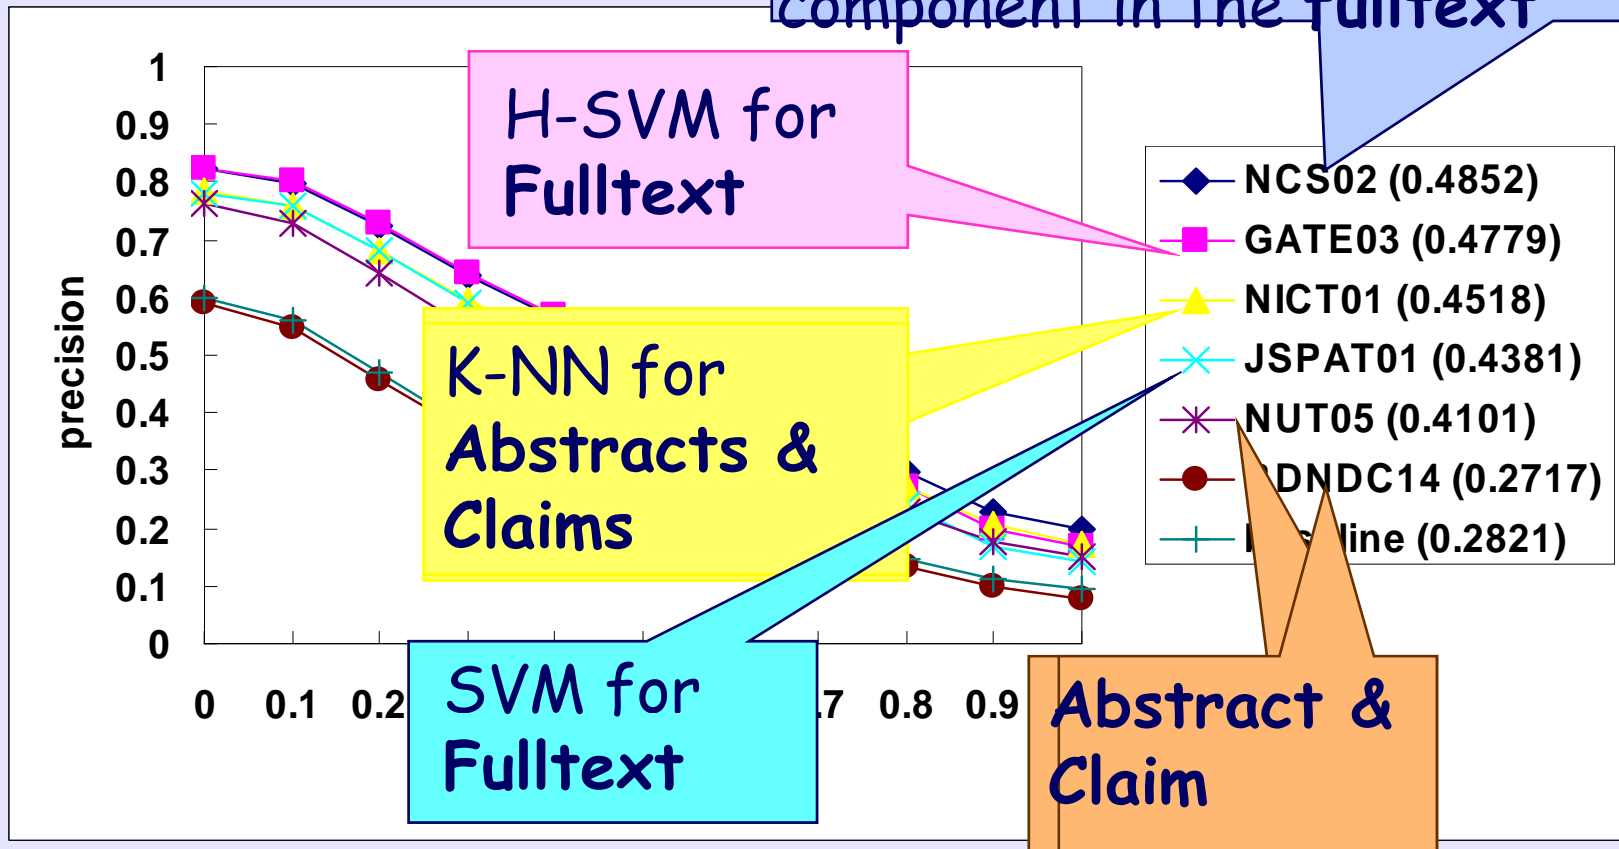 component in the fulltext
1
0.9
0.8
0.7
0.6
0.5
0.4
0.3
0.2
0.1
0
precision
0 0.1 0.2 .7 0.8 0.9
H-SVM for
Fulltext
K-NN for
Abstracts &
Claims
SVM for
Fulltext
NCS02 (0.4852)
GATE03 (0.4779)
NICT01 (0.4518)
JSPAT01 (0.4381)
NUT05 (0.4101)
DNDC14 (0.2717)
line (0.2821)
Abstract &
Claim